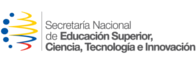 Secretaría Nacional
de Educación Superior,
Ciencia, Tecnología e Innovación